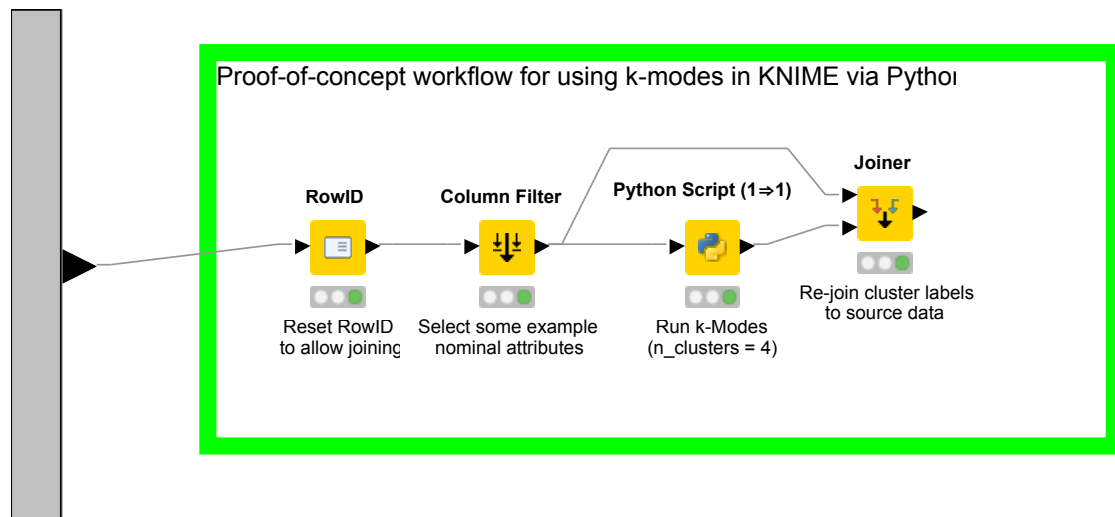 Proof-of-concept workflow for using k-modes in KNIME via Pytho
RowID
Column Filter
Python Script (1⇒1)
Joiner
Reset RowID
to allow joining
Select some example
nominal attributes
Run k-Modes
(n_clusters = 4)
Re-join cluster labels
to source data